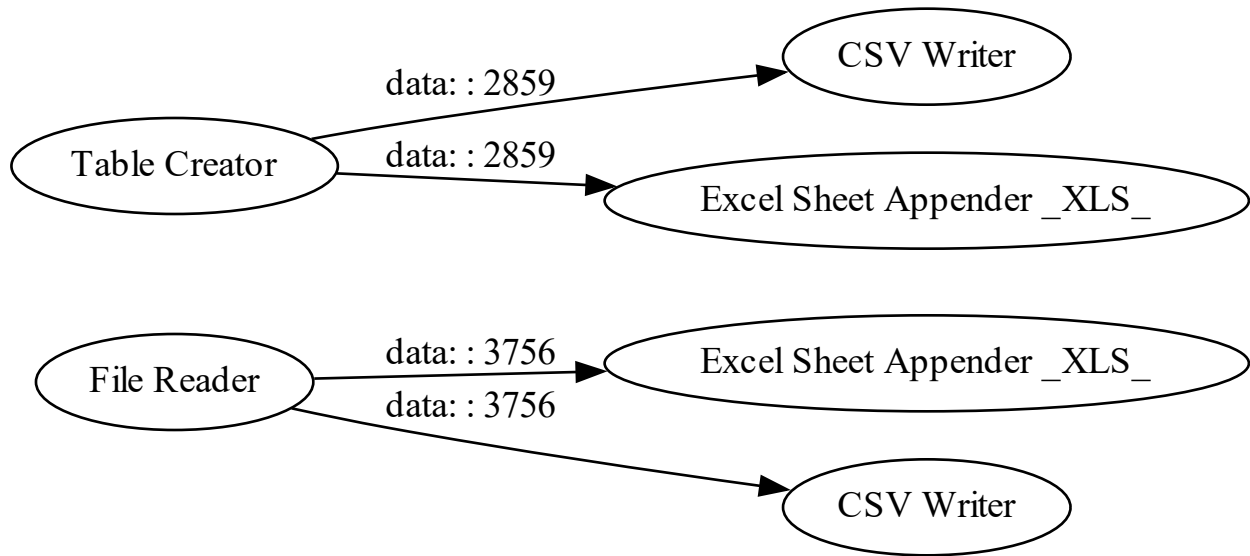 CSV Writer
data: : 2859
Table Creator
data: : 2859
Excel Sheet Appender _XLS_
data: : 3756
Excel Sheet Appender _XLS_
File Reader
data: : 3756
CSV Writer